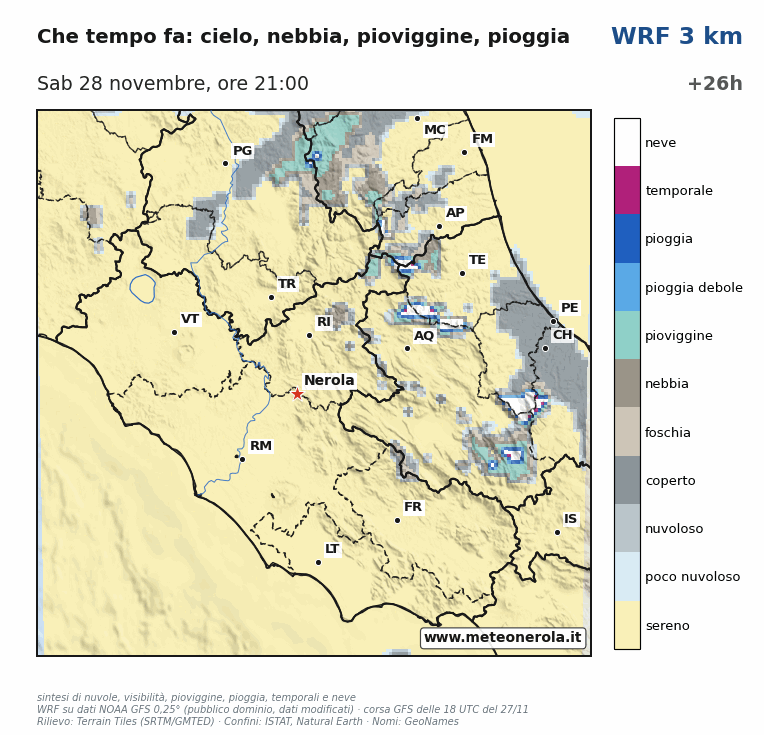 Che tempo fa: cielo, nebbia, pioviggine, pioggia
WRF 3 km
Sab 28 novembre, ore 21:00
+26h
MC
FM
PG
AP
TE
TR
PE
VT
RI
AQ
CH
Nerola
RM
FR
IS
LT
www.meteonerola.it
neve
temporale
pioggia
pioggia debole
pioviggine
nebbia
foschia
coperto
nuvoloso
poco nuvoloso
sereno
sintesi di nuvole, visibilità, pioviggine, pioggia, temporali e neve
WRF su dati NOAA GFS 0,25° (pubblico dominio, dati modificati) · corsa GFS delle 18 UTC del 27/11
Rilievo: Terrain Tiles (SRTM/GMTED) · Confini: ISTAT, Natural Earth · Nomi: GeoNames